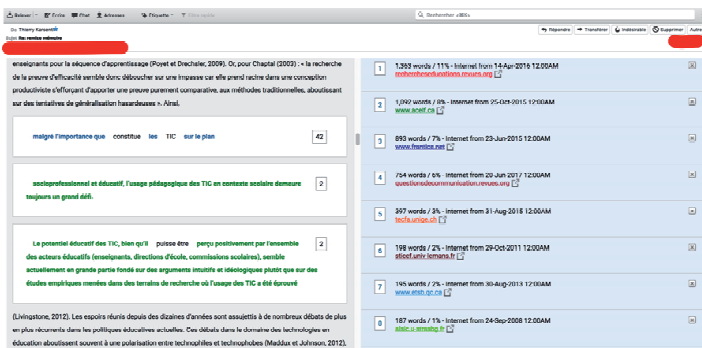 Relever Écrire Chat Adresses Étiquette Filtre rapide
Rechercher <⌘K>
De Thierry Karsenti
Répondre Transférer Indésirable Supprimer Autre
Sujet Re: remise mémoire
enseignants pour la séquence d'apprentissage (Poyet et Drechsler, 2009). Or, pour Chaptal (2003) : « la recherche
de la preuve d'efficacité semble donc déboucher sur une impasse car elle prend racine dans une conception
productiviste s'efforçant d'apporter une preuve purement comparative, aux méthodes traditionnelles, aboutissant
sur des tentatives de généralisation hasardeuses ». Ainsi,
malgré l'importance que constitue les TIC sur le plan 42
socioprofessionnel et éducatif, l'usage pédagogique des TIC en contexte scolaire demeure 2
toujours un grand défi.
Le potentiel éducatif des TIC, bien qu'il puisse être perçu positivement par l'ensemble 2
des acteurs éducatifs (enseignants, directions d'école, commissions scolaires), semble
actuellement en grande partie fondé sur des arguments intuitifs et idéologiques plutôt que sur des
études empiriques menées dans des terrains de recherche où l'usage des TIC a été éprouvé
(Livingstone, 2012). Les espoirs réunis depuis des dizaines d'années sont assujettis à de nombreux débats de plus
en plus récurrents dans les politiques éducatives actuelles. Ces débats dans le domaine des technologies en
éducation aboutissent souvent à une polarisation entre technophiles et technophobes (Maddux et Johnson, 2012).
1 1,363 words / 11% - Internet from 14-Apr-2016 12:00AM
rechercheseducations.revues.org
2 1,092 words / 8% - Internet from 25-Oct-2015 12:00AM
www.acelf.ca
3 893 words / 7% - Internet from 23-Jun-2015 12:00AM
www.frantice.net
4 754 words / 6% - Internet from 20-Jun-2017 12:00AM
questionsdecommunication.revues.org
5 397 words / 3% - Internet from 31-Aug-2015 12:00AM
tecfa.unige.ch
6 198 words / 2% - Internet from 29-Oct-2011 12:00AM
sticef.univ-lemans.fr
7 195 words / 2% - Internet from 30-Aug-2013 12:00AM
www.etsb.qc.ca
8 187 words / 1% - Internet from 24-Sep-2008 12:00AM
alsic.u-strasbg.fr